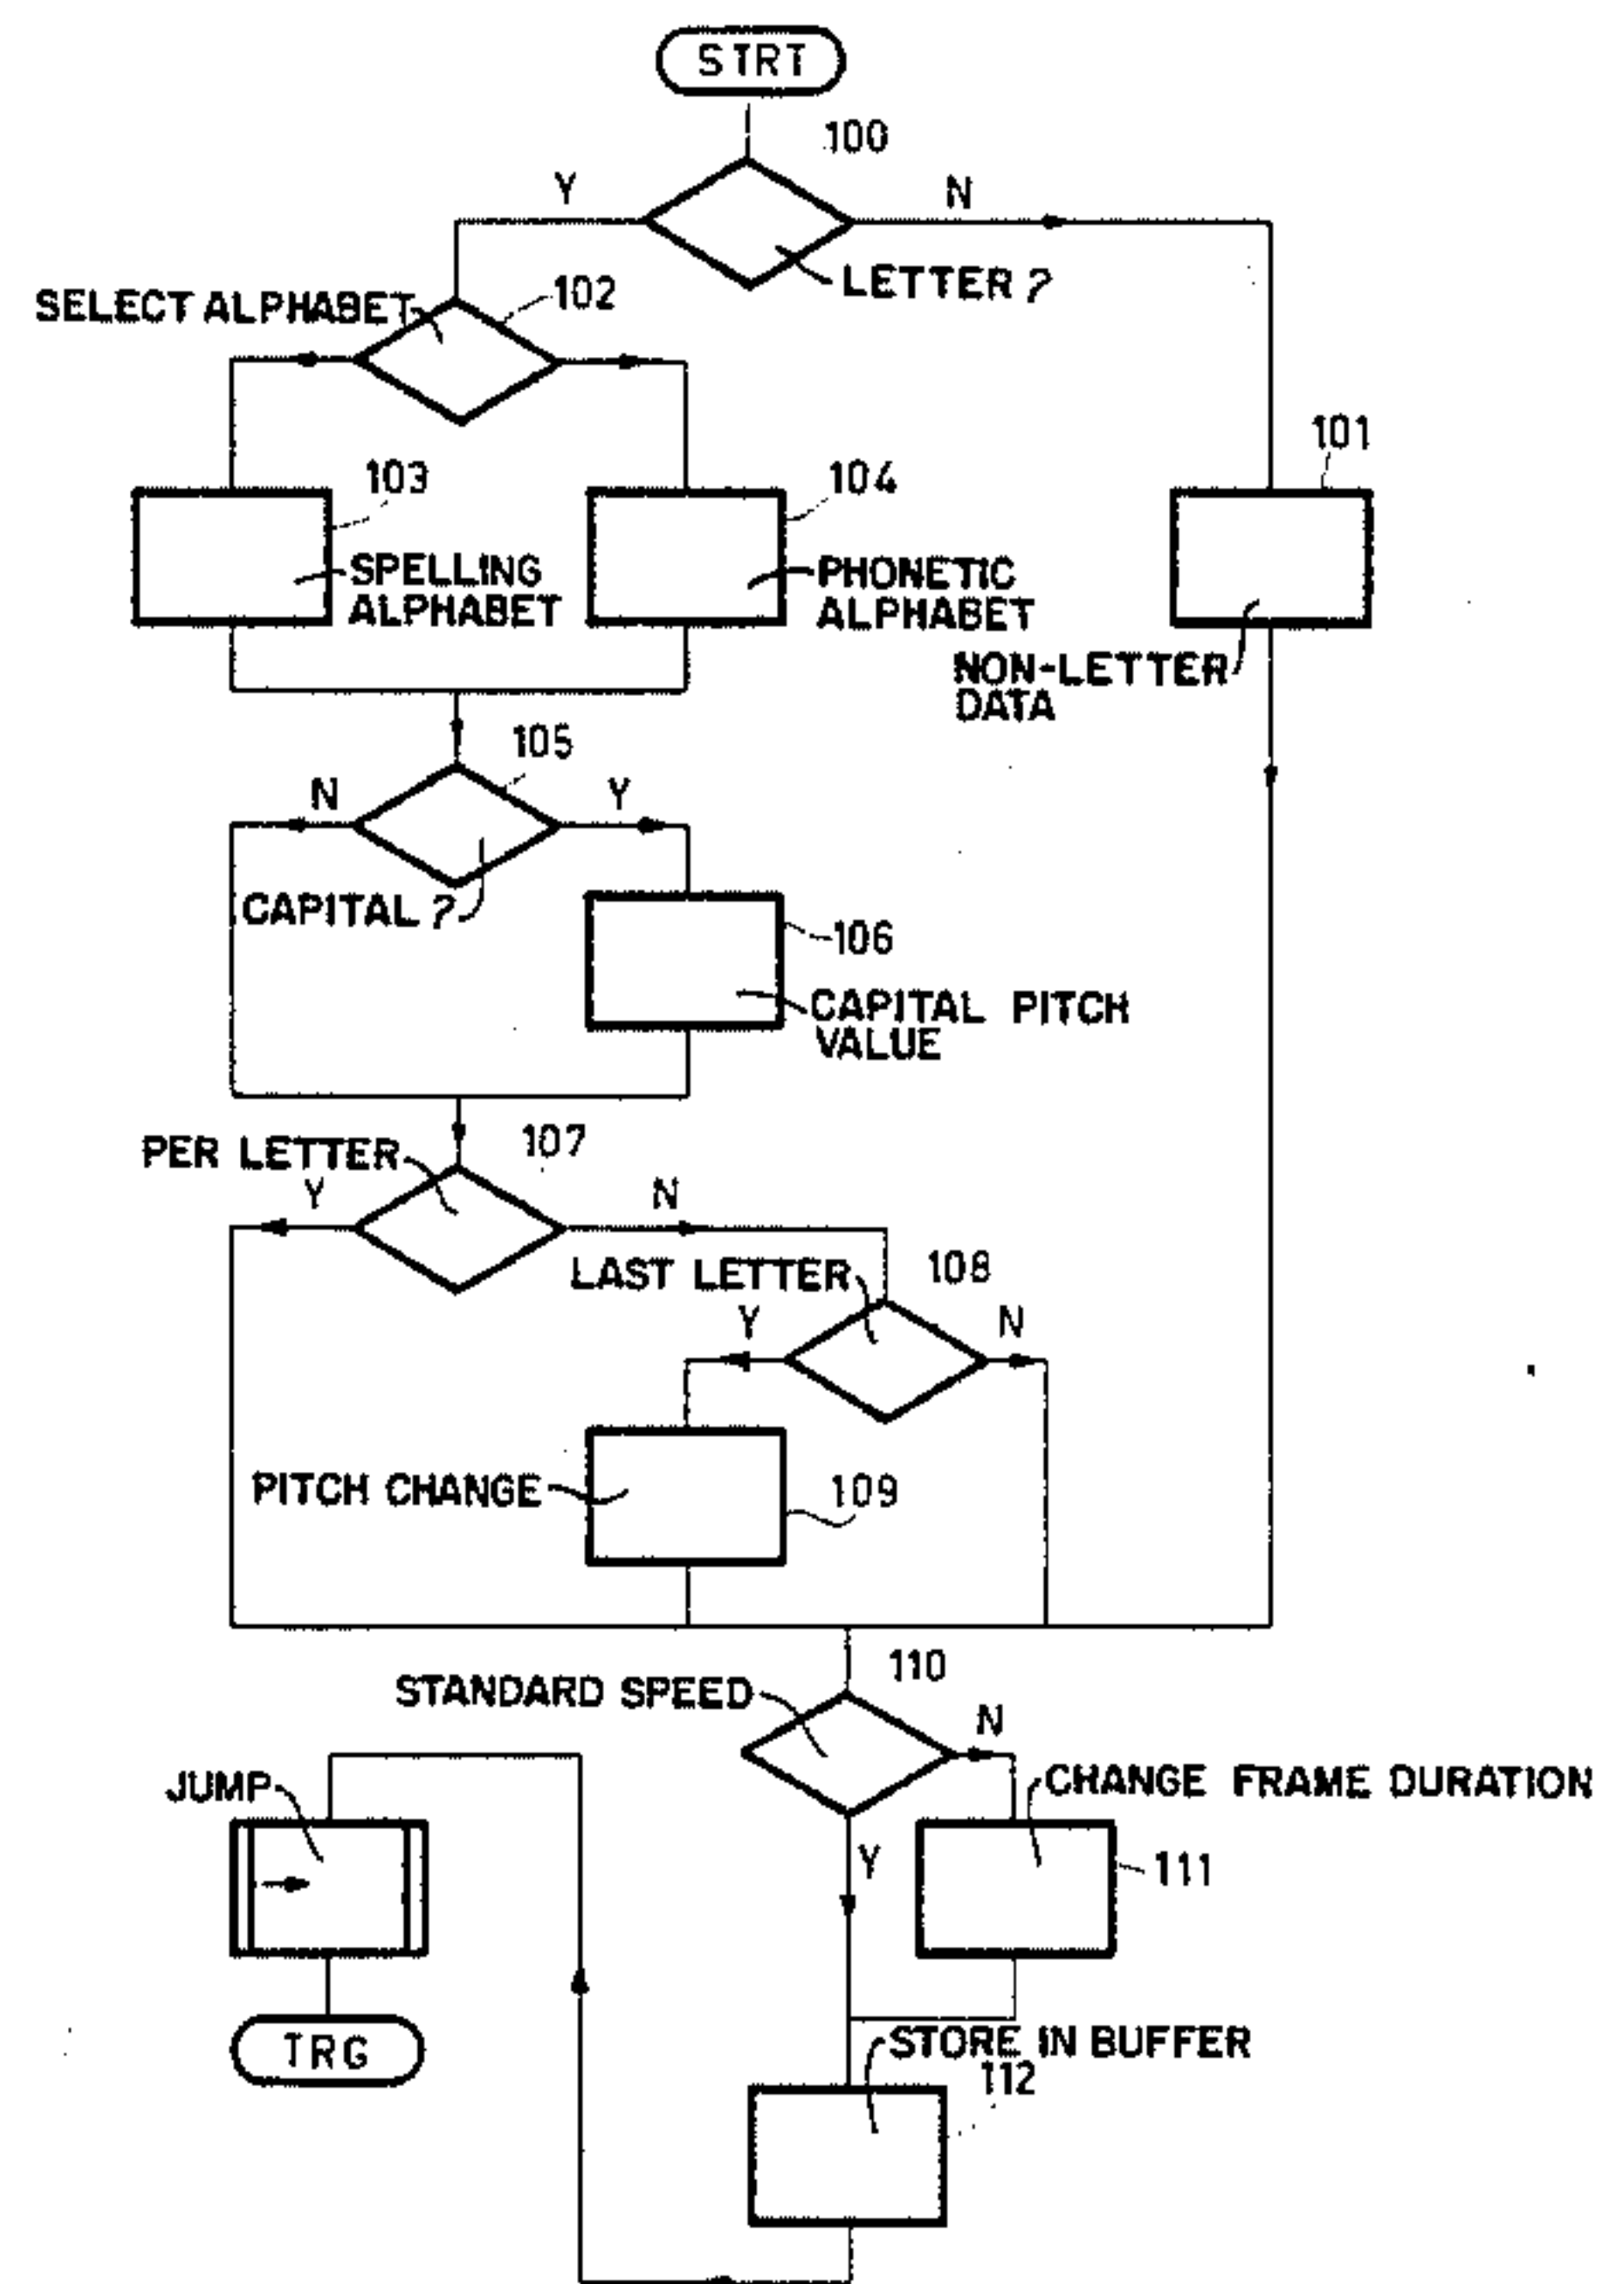 STRT
100
Y
N
LETTER ?
SELECT ALPHABET
102
101
103
104
SPELLING
ALPHABET
PHONETIC
ALPHABET
NON-LETTER
DATA
105
N
Y
CAPITAL ?
106
CAPITAL PITCH
VALUE
107
PER LETTER
Y
N
LAST LETTER
108
Y
N
PITCH CHANGE
109
110
STANDARD SPEED
N
JUMP
CHANGE FRAME DURATION
Y
111
TRG
STORE IN BUFFER
112